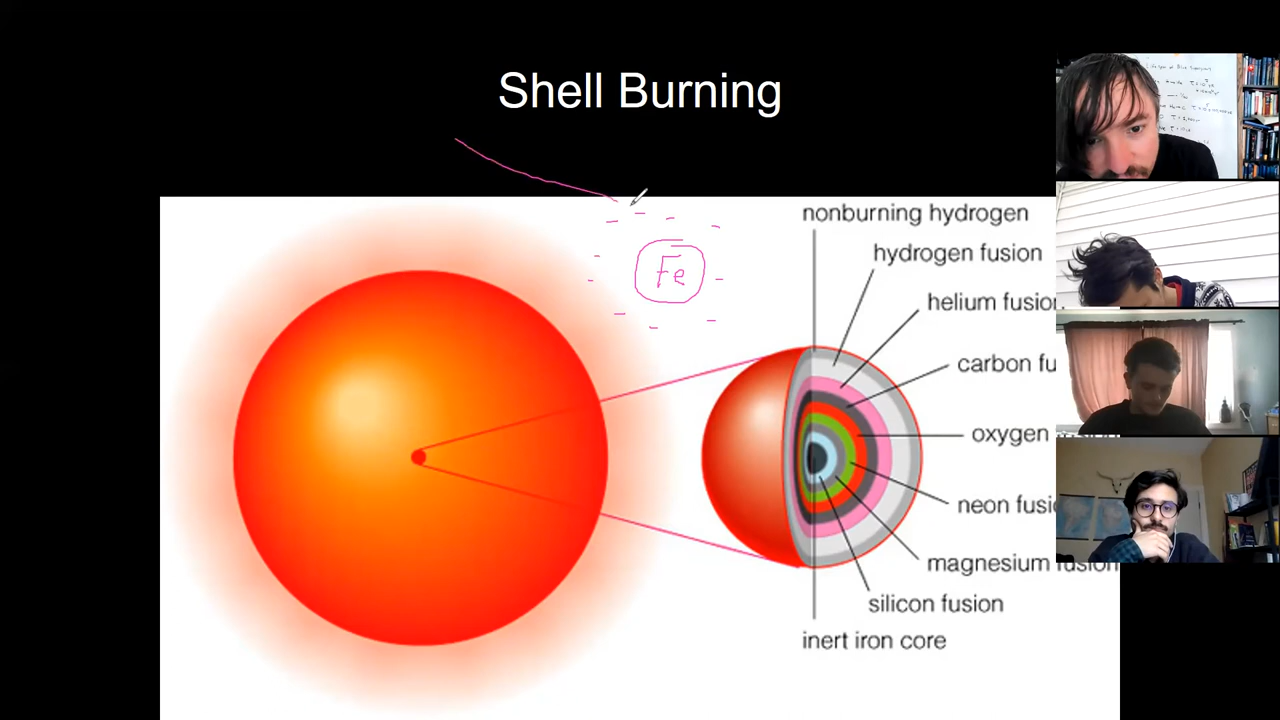 Shell Burning
nonburning hydrogen
hydrogen fusion
helium fusion
carbon fu
oxygen
neon fusi
magnesium fusion
silicon fusion
inert iron core
Fe